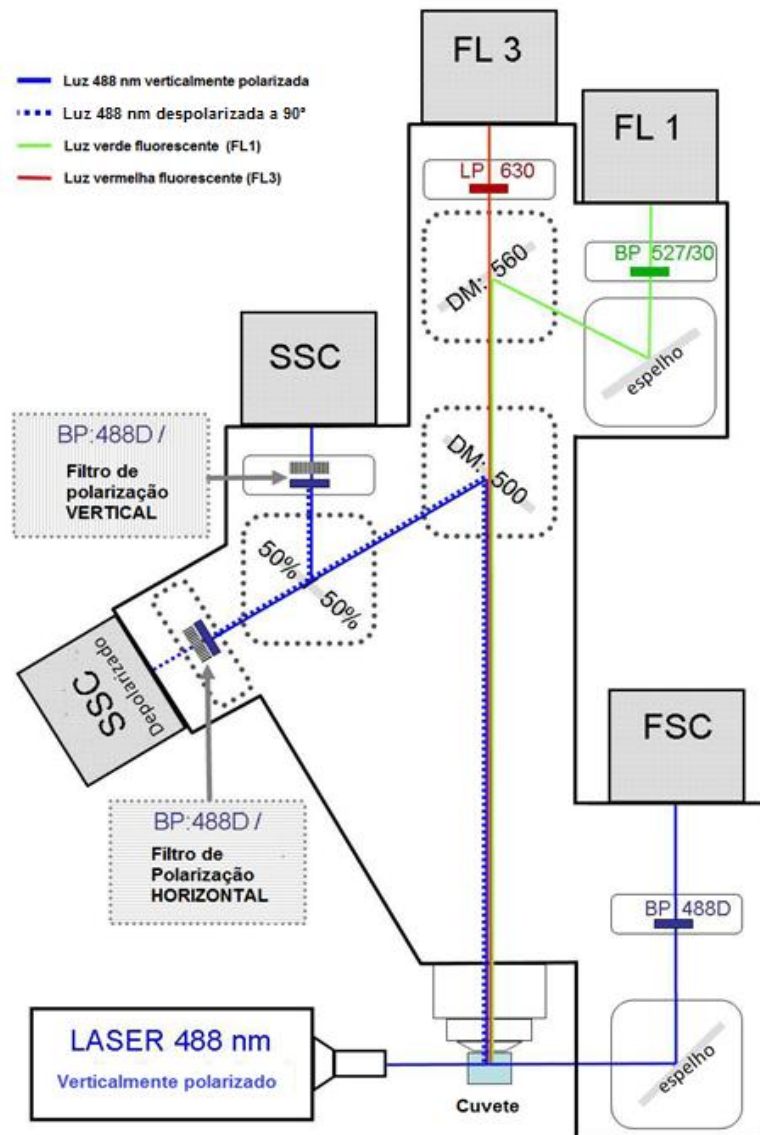 FL 3
FL 1
Luz 488 nm verticalmente polarizada
Luz 488 nm despolarizada a 90°
Luz verde fluorescente (FL1)
Luz vermelha fluorescente (FL3)
LP 630
BP 527/30
DM: 560
espelho
SSC
BP:488D /
Filtro de
polarização
VERTICAL
DM: 500
50%
50%
SSC
Depolarizado
FSC
BP:488D /
Filtro de
Polarização
HORIZONTAL
BP 488D
LASER 488 nm
Verticalmente polarizado
espelho
Cuvete